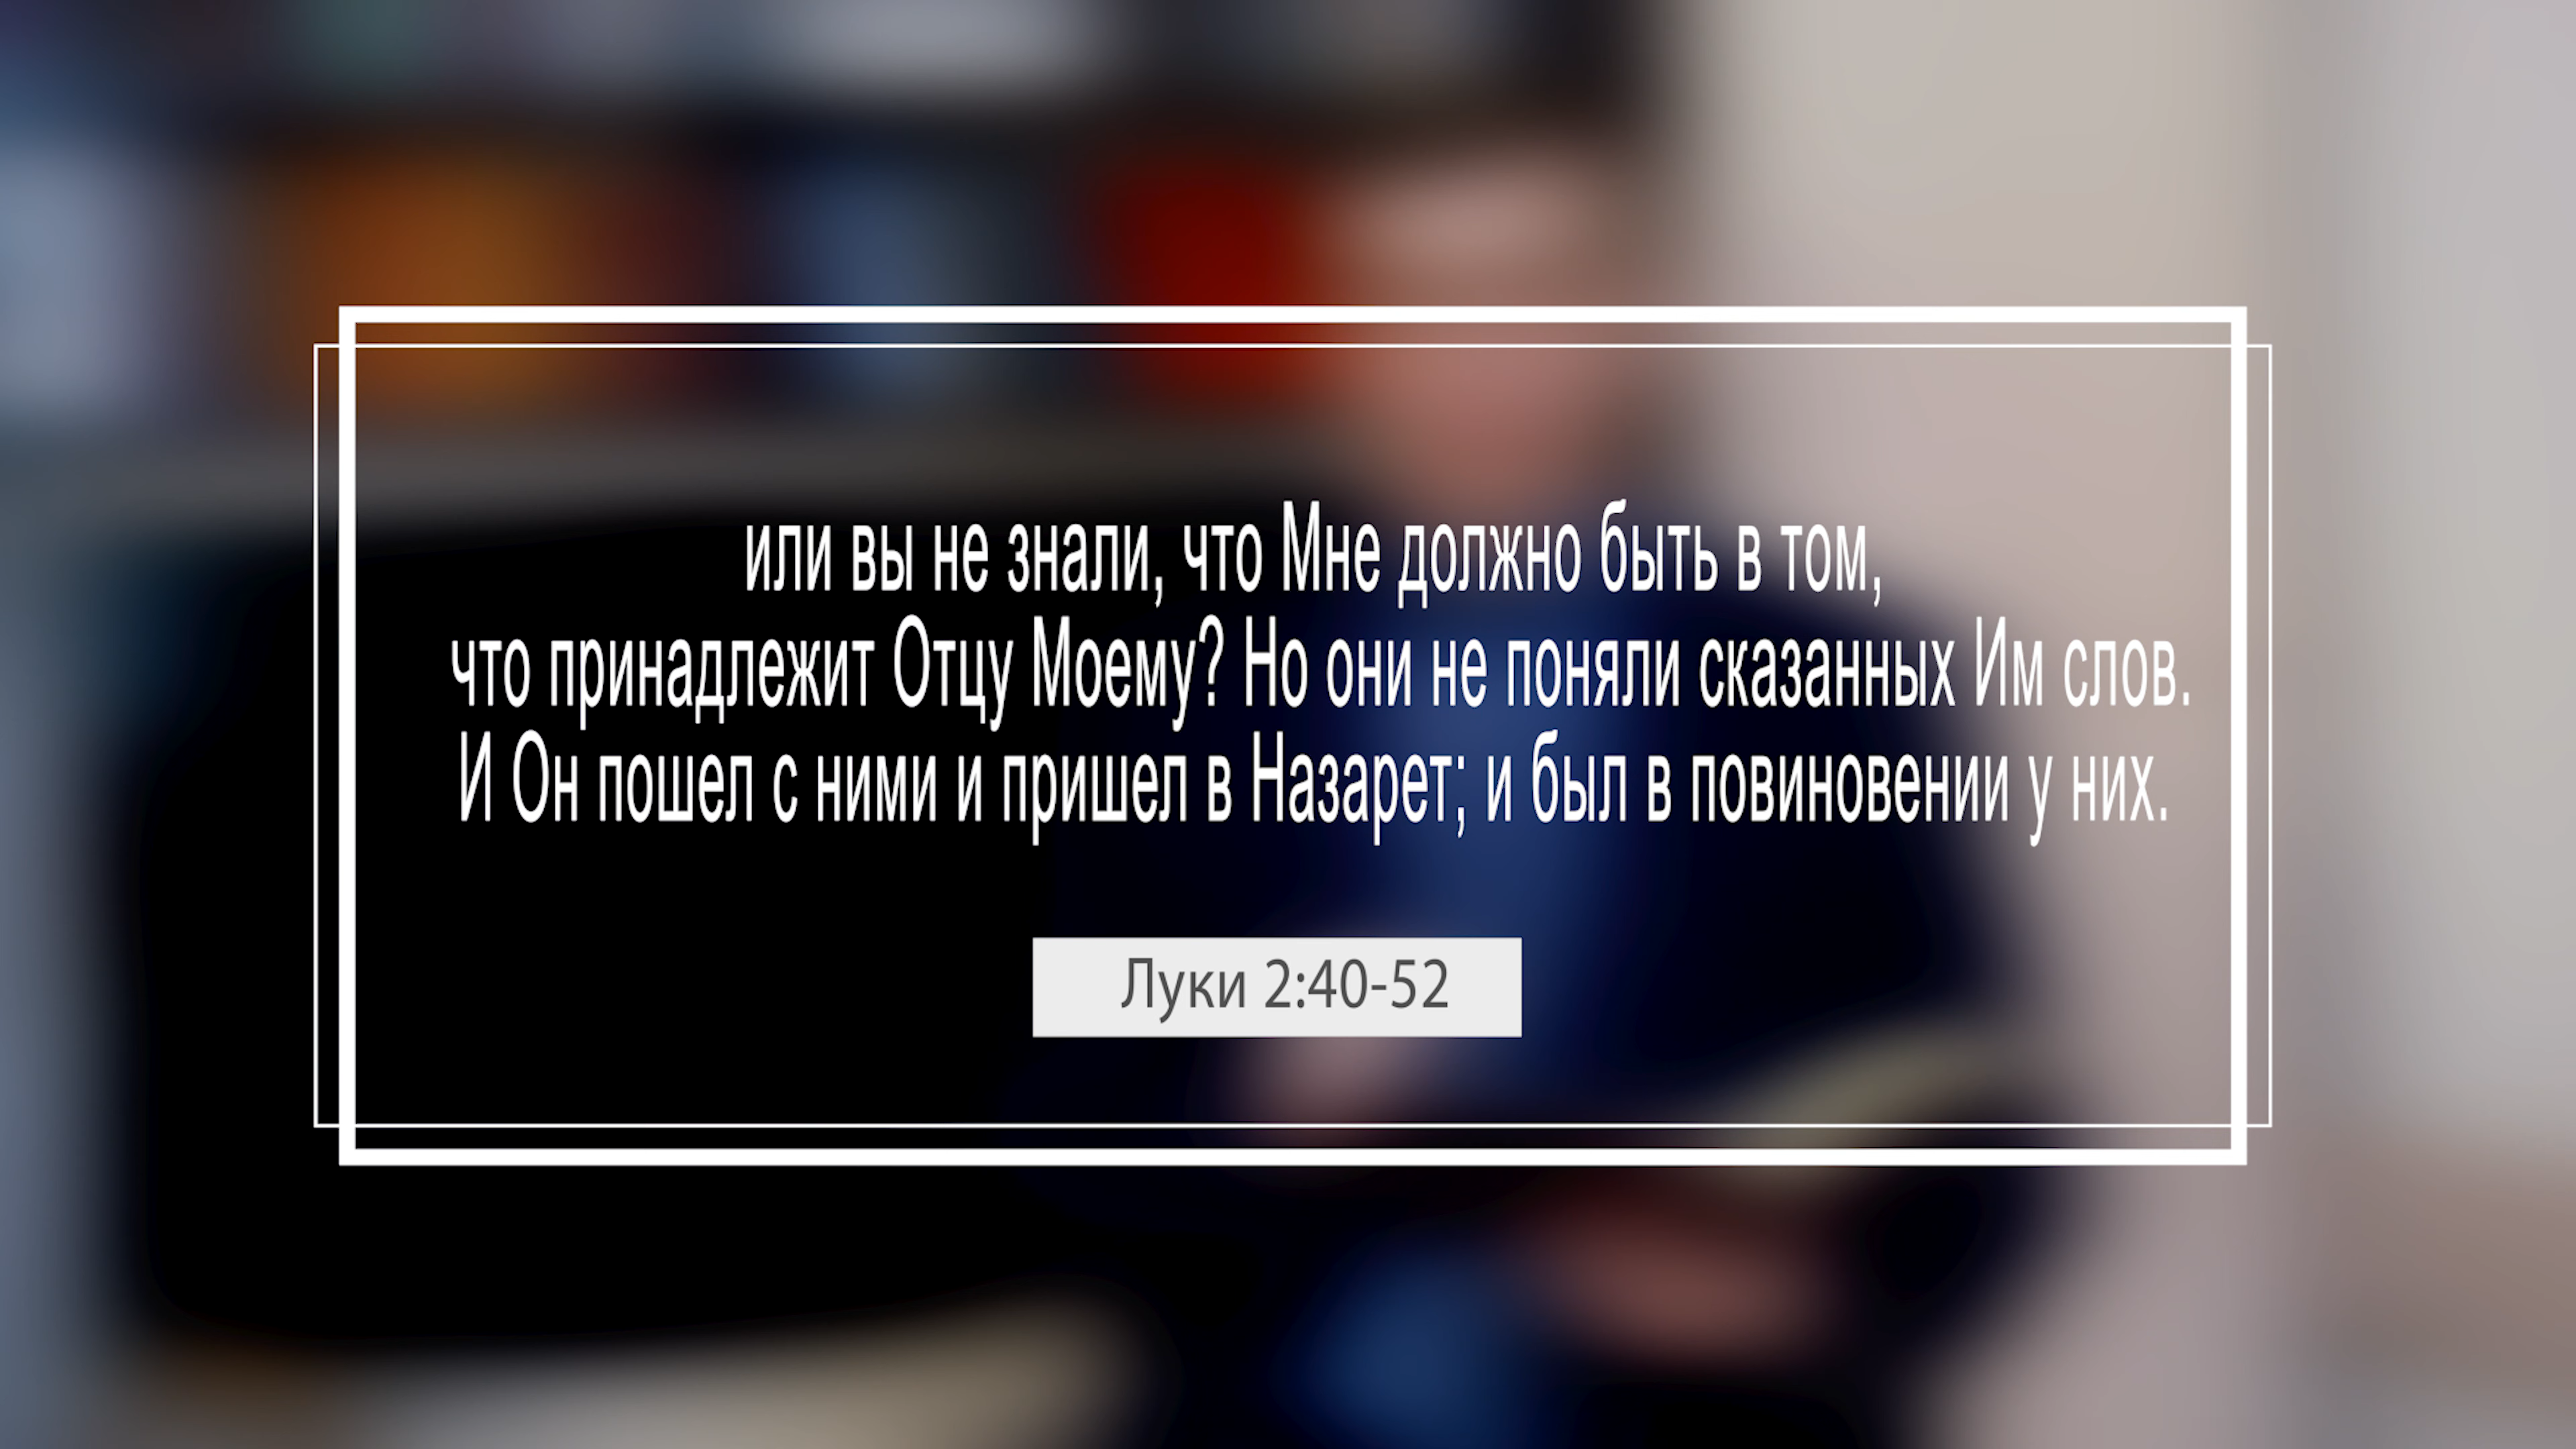 или вы не знали, что Мне должно быть в том,
что принадлежит Отцу Моему? Но они не поняли сказанных Им слов.
И Он пошел с ними и пришел в Назарет; и был в повиновении у них.
Луки 2:40-52